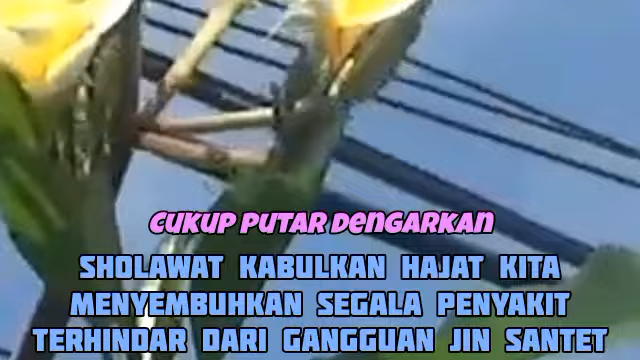 CUKUP PUTAR DENGARKAN
SHOLAWAT KABULKAN HAJAT KITA
MENYEMBUHKAN SEGALA PENYAKIT
TERHINDAR DARI GANGGUAN JIN SANTET